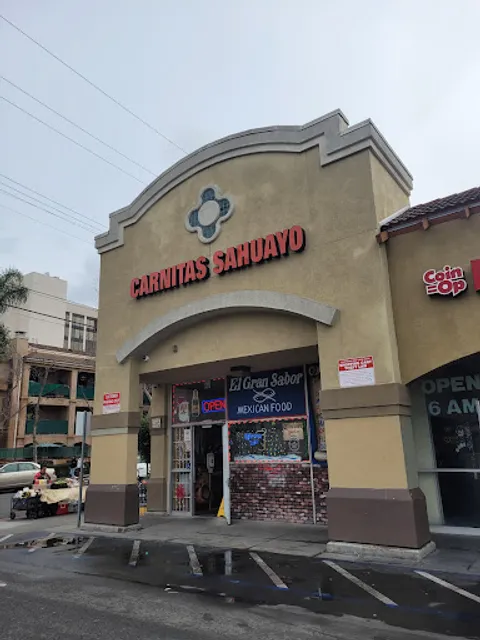 CARNITAS SAHUAYO
Coin
Op
OPEN
El Gran Sabor
MEXICAN FOOD
OPEN
6 AM